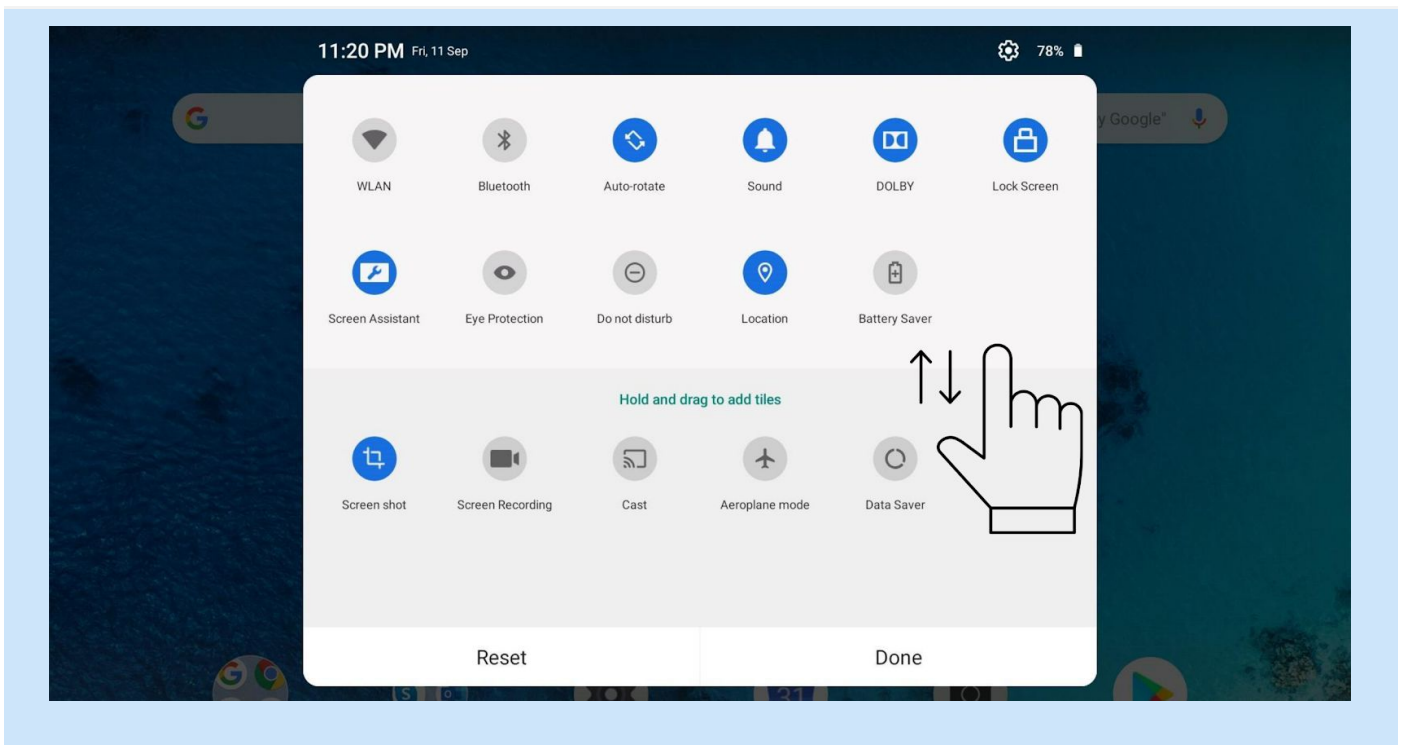 11:20 PM Fri, 11 Sep 78%
G y Google"
WLAN Bluetooth Auto-rotate Sound DOLBY Lock Screen
Screen Assistant Eye Protection Do not disturb Location Battery Saver
Hold and drag to add tiles
Screen shot Screen Recording Cast Aeroplane mode Data Saver
Reset Done
G S 31